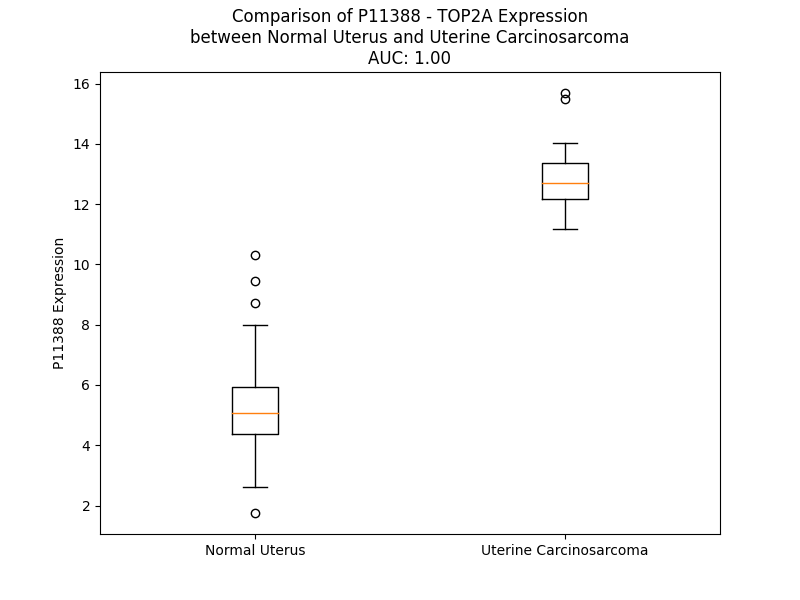 Comparison of P11388 - TOP2A Expression
between Normal Uterus and Uterine Carcinosarcoma
AUC: 1.00
16
14
12
10
8
6
4
2
P11388 Expression
Normal Uterus
Uterine Carcinosarcoma